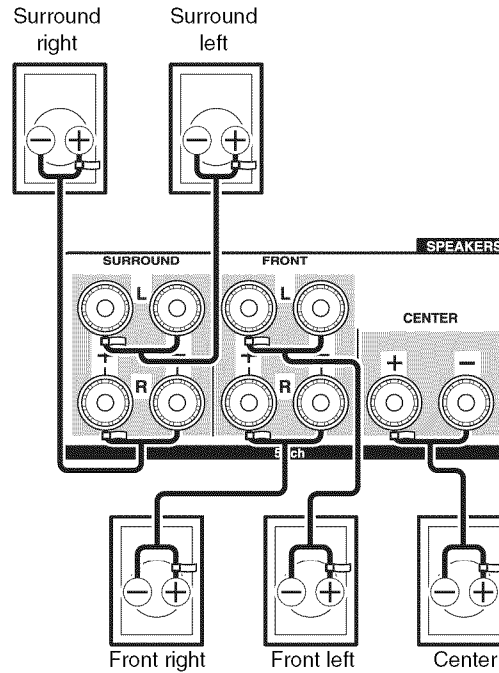 Surround
right
Surround
left
SPEAKERS
SURROUND
FRONT
L
L
CENTER
+
−
+
−
+
−
R
R
ch
Front right
Front left
Center